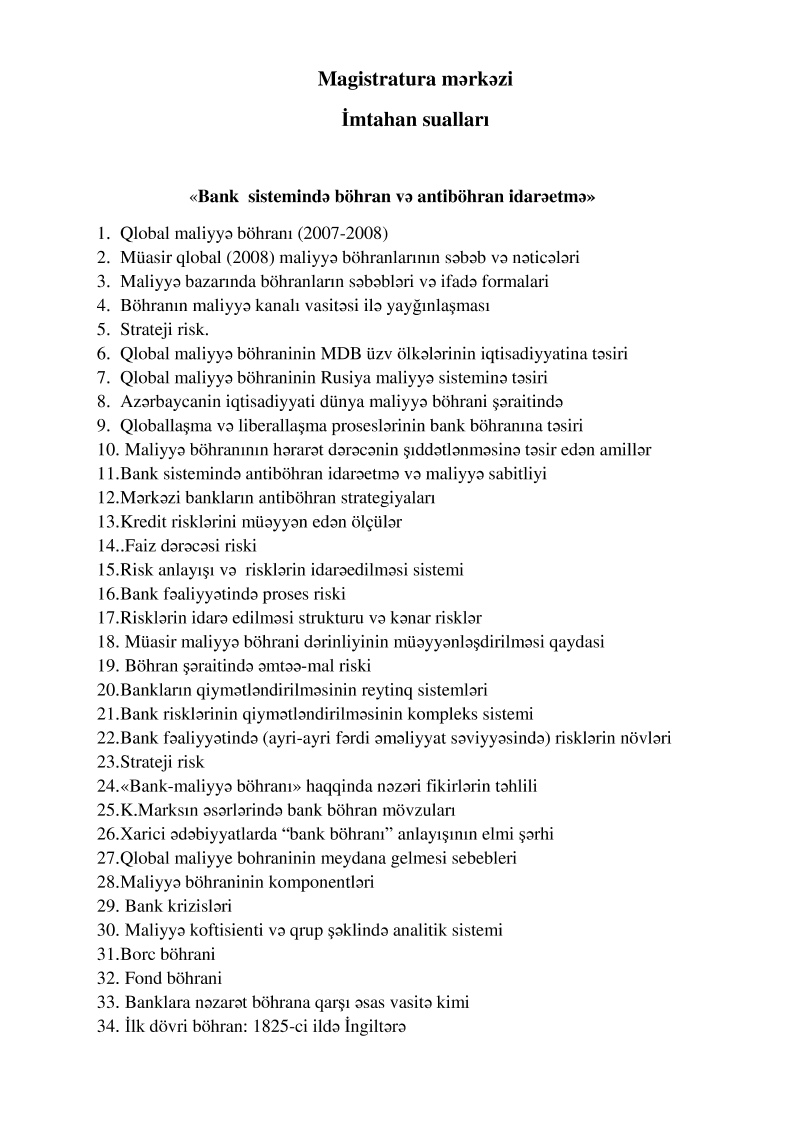 Magistratura mərkəzi
İmtahan sualları
«Bank sistemində böhran və antiböhran idarəetmə»
1. Qlobal maliyyə böhranı (2007-2008)
2. Müasir qlobal (2008) maliyyə böhranlarının səbəb və nəticələri
3. Maliyyə bazarında böhranların səbəbləri və ifadə formalari
4. Böhranın maliyyə kanalı vasitəsi ilə yayğınlaşması
5. Strateji risk.
6. Qlobal maliyyə böhraninin MDB üzv ölkələrinin iqtisadiyyatina təsiri
7. Qlobal maliyyə böhraninin Rusiya maliyyə sisteminə təsiri
8. Azərbaycanin iqtisadiyyati dünya maliyyə böhrani şəraitində
9. Qloballaşma və liberallaşma proseslərinin bank böhranına təsiri
10. Maliyyə böhranının hərarət dərəcənin şıddətlənməsinə təsir edən amillər
11.Bank sistemində antiböhran idarəetmə və maliyyə sabitliyi
12.Mərkəzi bankların antiböhran strategiyaları
13.Kredit risklərini müəyyən edən ölçülər
14..Faiz dərəcəsi riski
15.Risk anlayışı və risklərin idarəedilməsi sistemi
16.Bank fəaliyyətində proses riski
17.Risklərin idarə edilməsi strukturu və kənar risklər
18. Müasir maliyyə böhrani dərinliyinin müəyyənləşdirilməsi qaydasi
19. Böhran şəraitində əmtəə-mal riski
20.Bankların qiymətləndirilməsinin reytinq sistemləri
21.Bank risklərinin qiymətləndirilməsinin kompleks sistemi
22.Bank fəaliyyətində (ayri-ayri fərdi əməliyyat səviyyəsində) risklərin növləri
23.Strateji risk
24.«Bank-maliyyə böhranı» haqqinda nəzəri fikirlərin təhlili
25.K.Marksın əsərlərində bank böhran mövzuları
26.Xarici ədəbiyyatlarda “bank böhranı” anlayışının elmi şərhi
27.Qlobal maliyye bohraninin meydana gelmesi sebebleri
28.Maliyyə böhraninin komponentləri
29. Bank krizisləri
30. Maliyyə koftisienti və qrup şəklində analitik sistemi
31.Borc böhrani
32. Fond böhrani
33. Banklara nəzarət böhrana qarşı əsas vasitə kimi
34. İlk dövri böhran: 1825-ci ildə İngiltərə